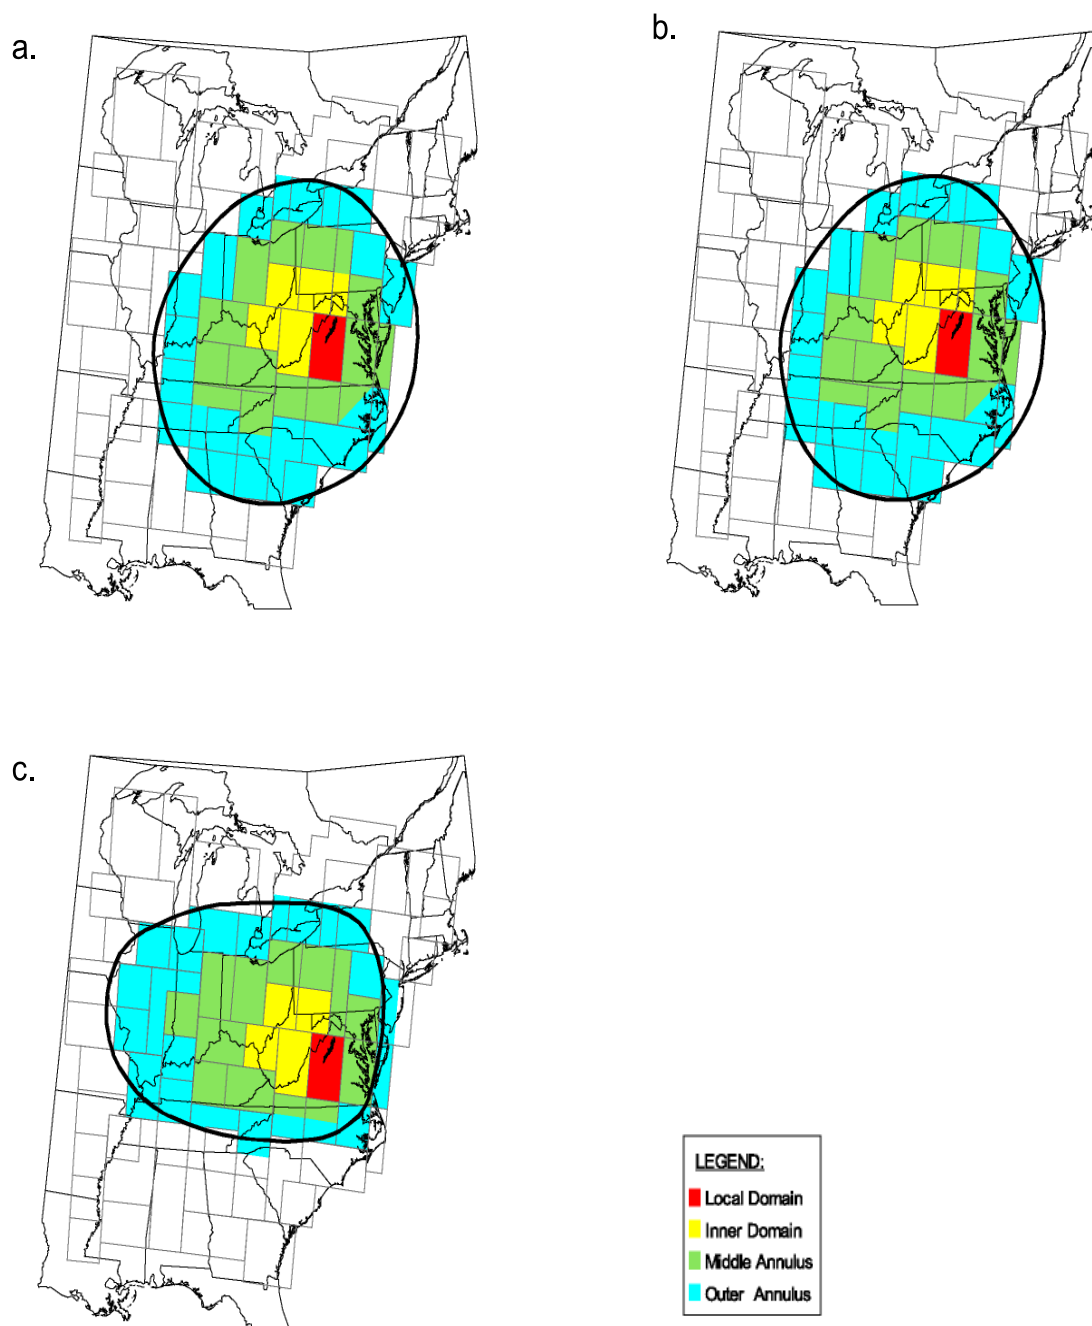 a.
b.
c.
LEGEND:
Local Domain
Inner Domain
Middle Annulus
Outer Annulus